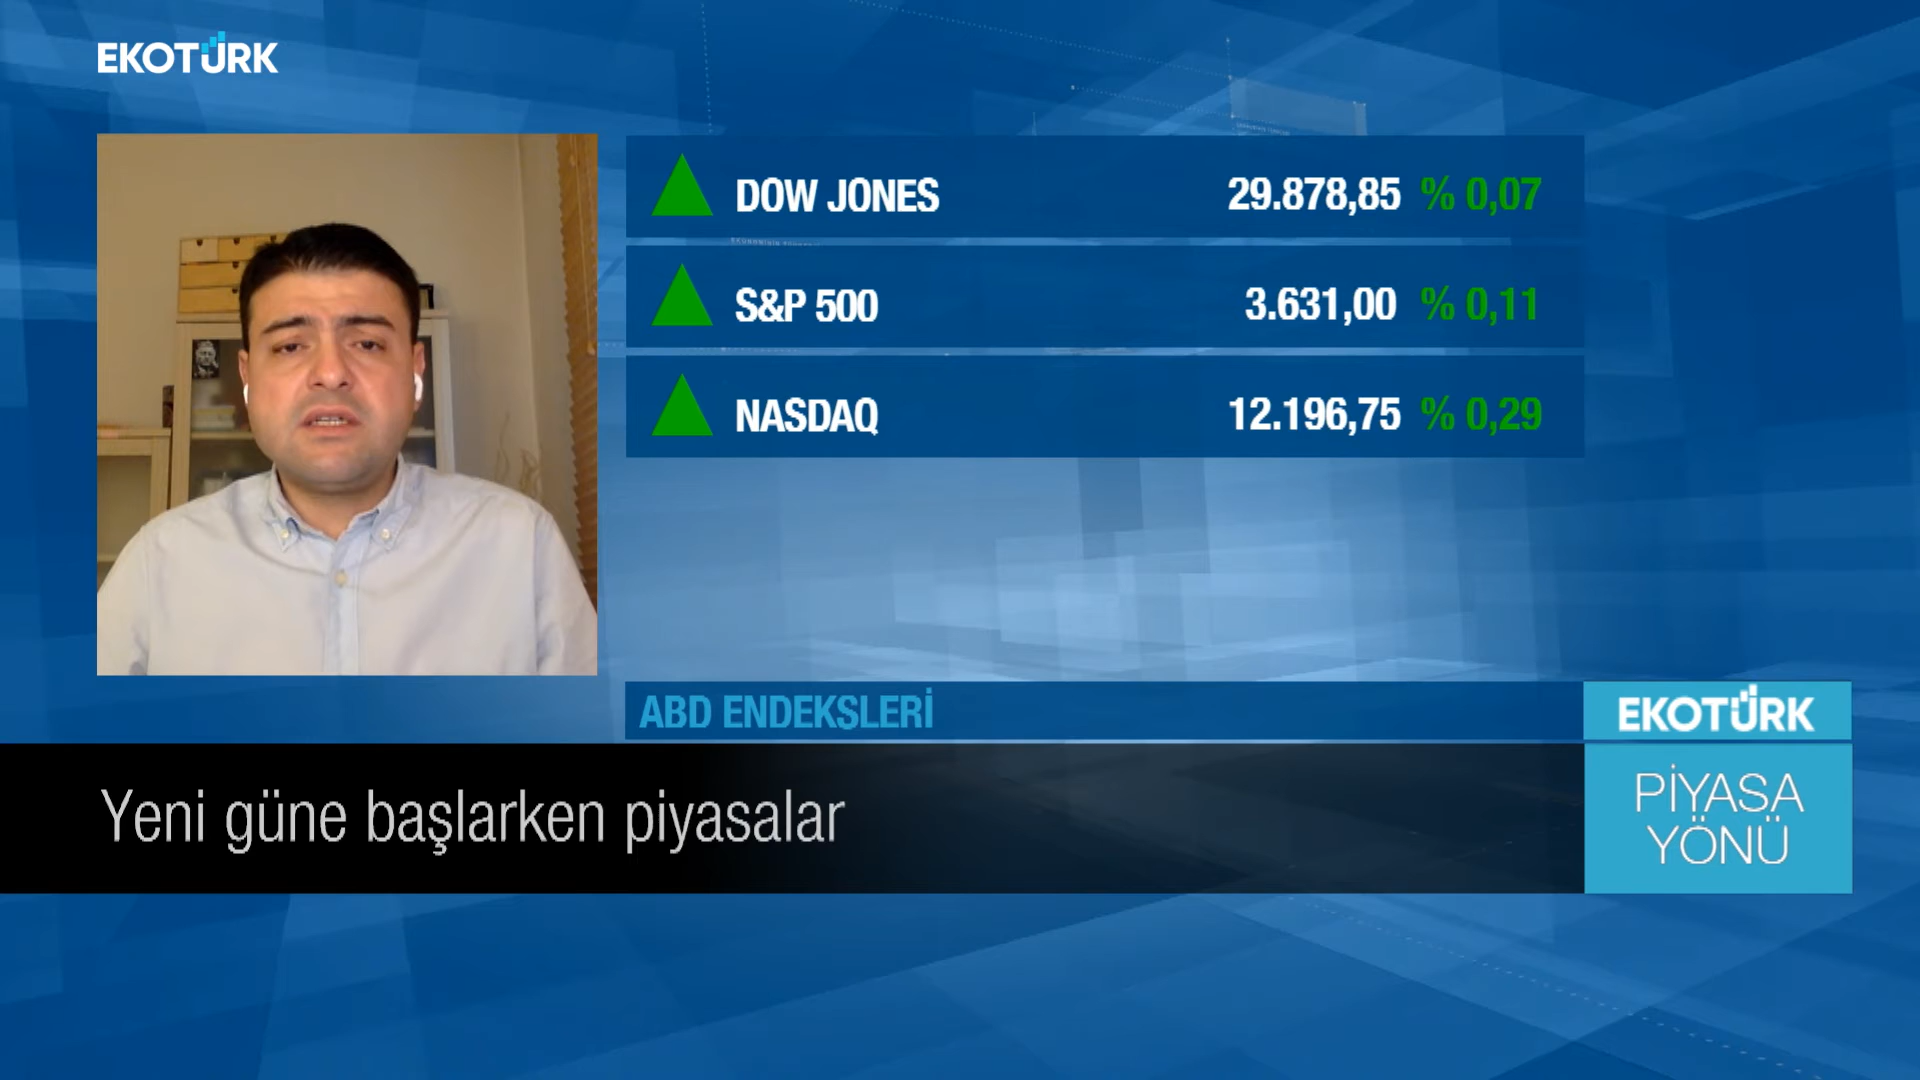 EKOTÜRK
DOW JONES 29.878,85 % 0,07
S&P 500 3.631,00 % 0,11
NASDAQ 12.196,75 % 0,29
ABD ENDEKSLERİ
EKOTÜRK
Yeni güne başlarken piyasalar
PİYASA
YÖNÜ